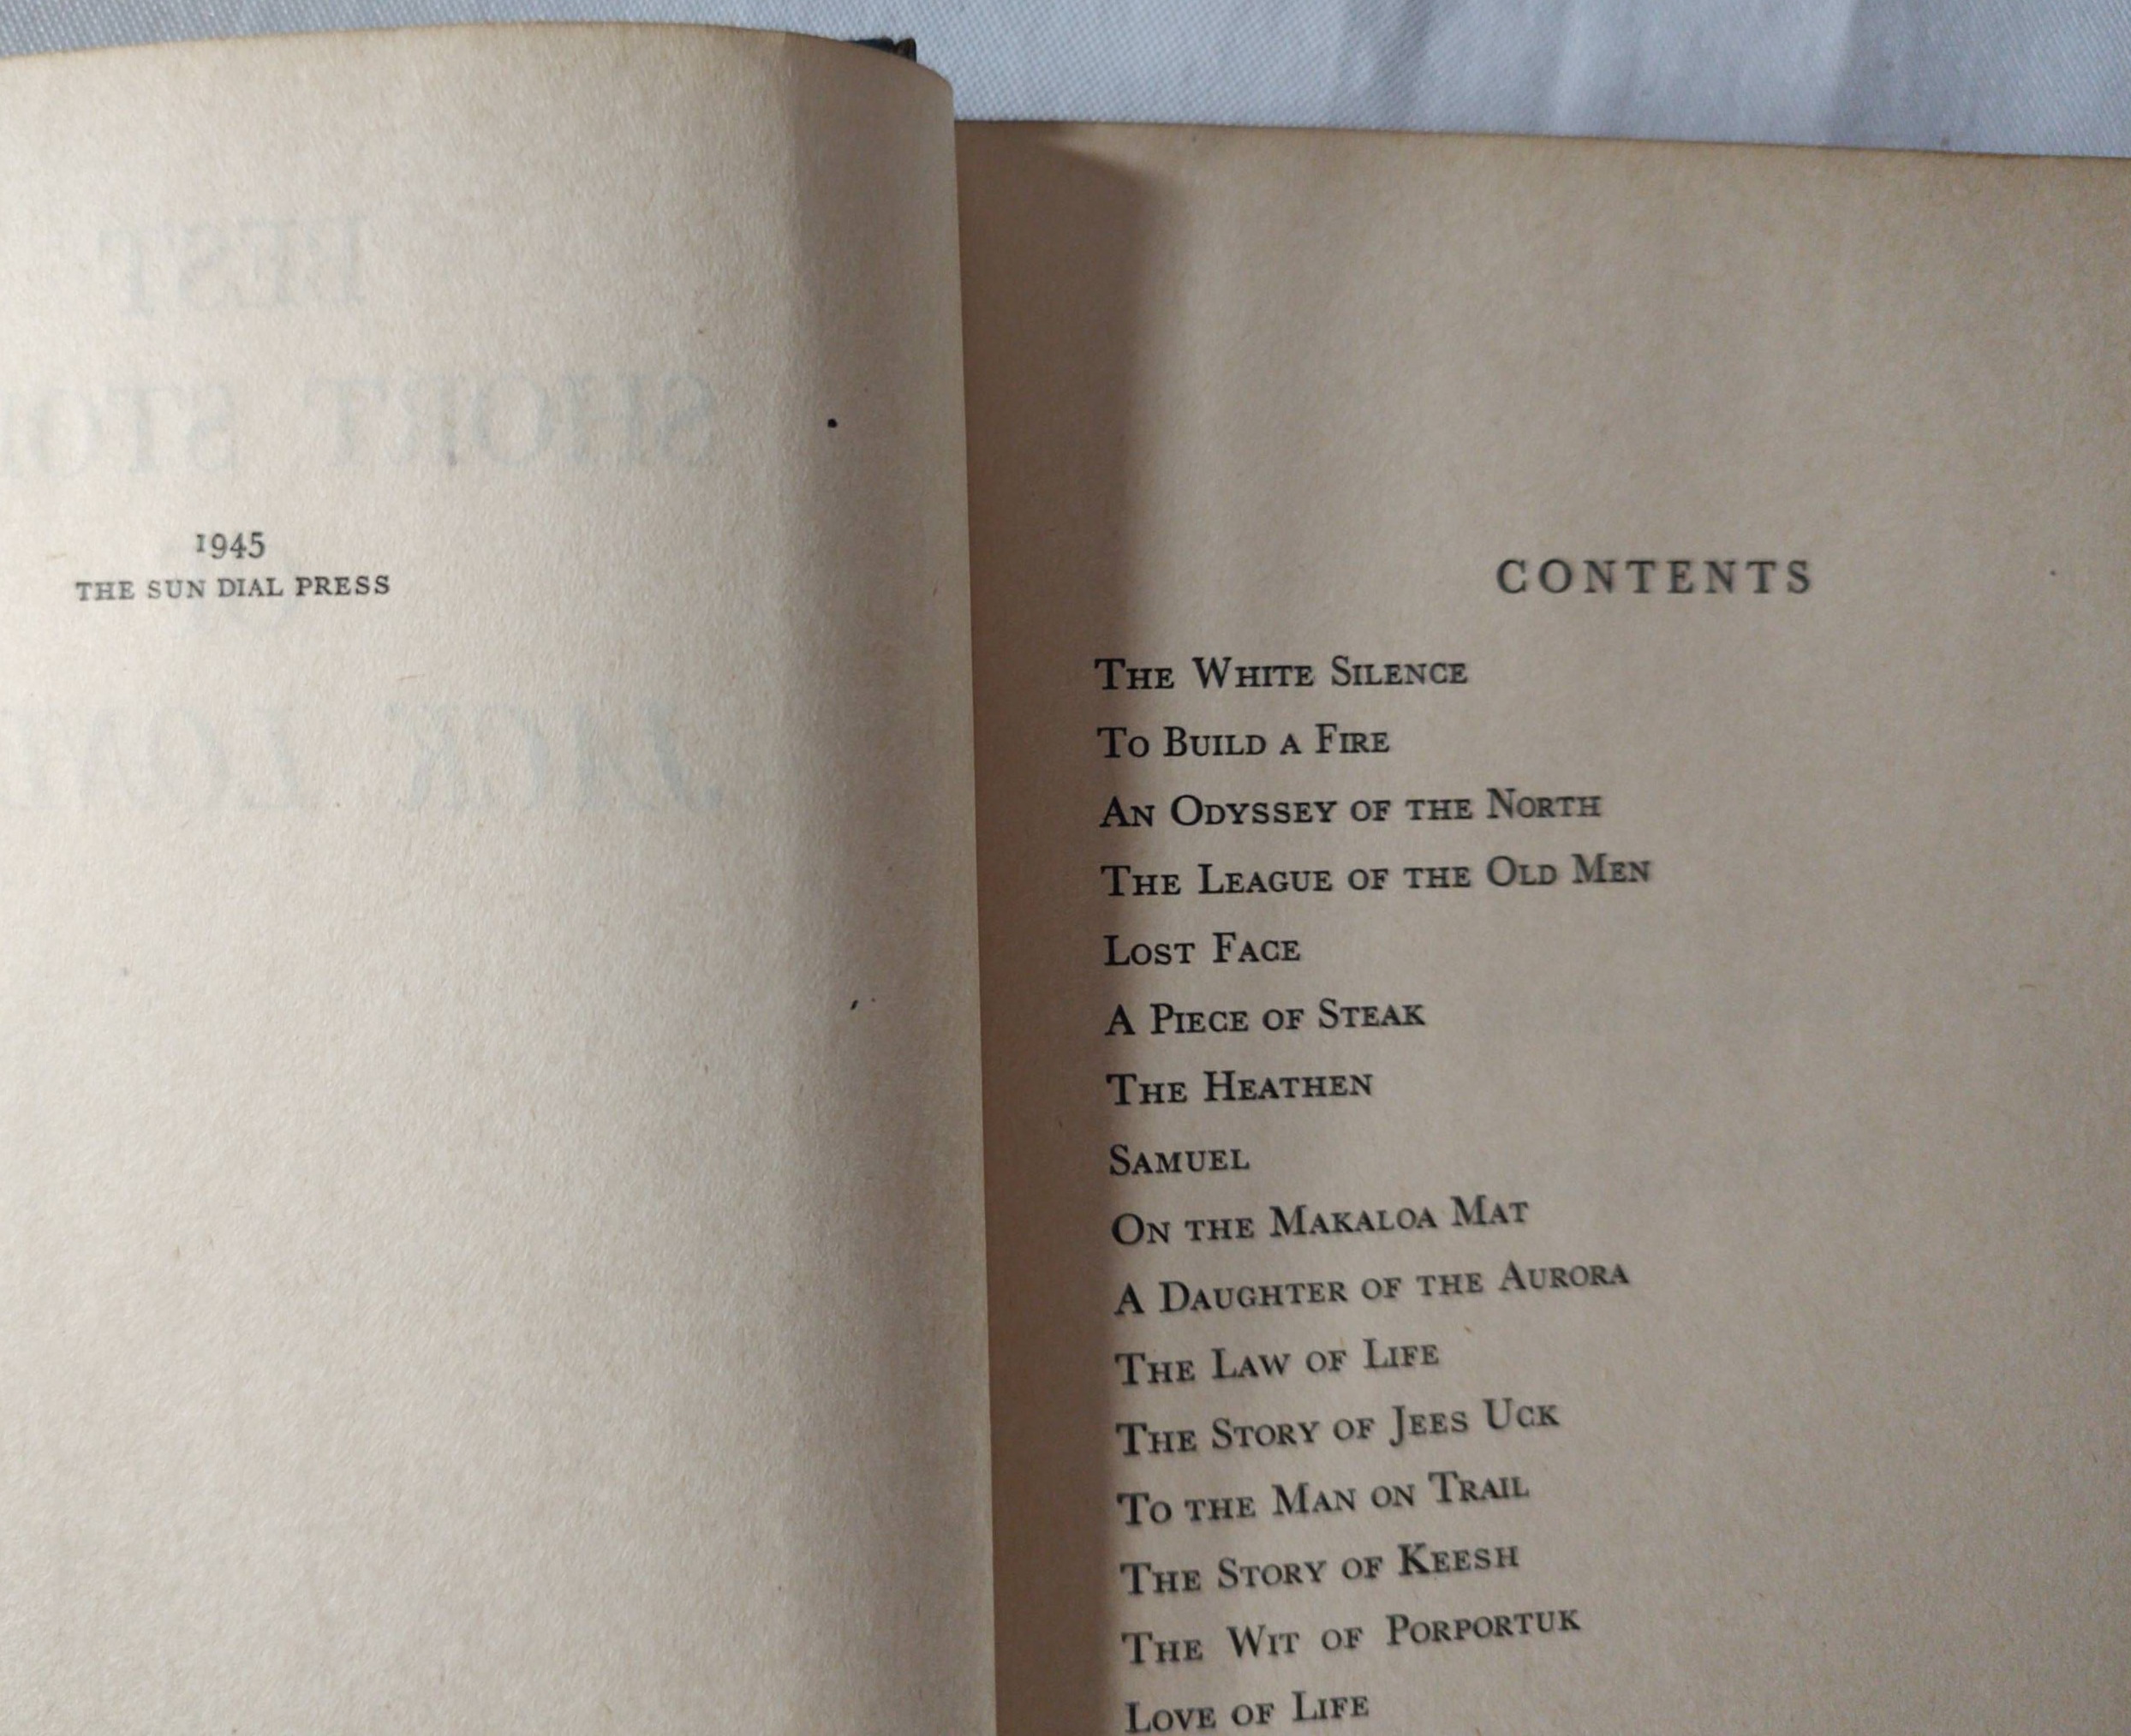 1945
THE SUN DIAL PRESS
CONTENTS
THE WHITE SILENCE
TO BUILD A FIRE
AN ODYSSEY OF THE NORTH
THE LEAGUE OF THE OLD MEN
LOST FACE
A PIECE OF STEAK
THE HEATHEN
SAMUEL
ON THE MAKALOA MAT
A DAUGHTER OF THE AURORA
THE LAW OF LIFE
THE STORY OF JEES UCK
TO THE MAN ON TRAIL
THE STORY OF KEESH
THE WIT OF PORPORTUK
LOVE OF LIFE